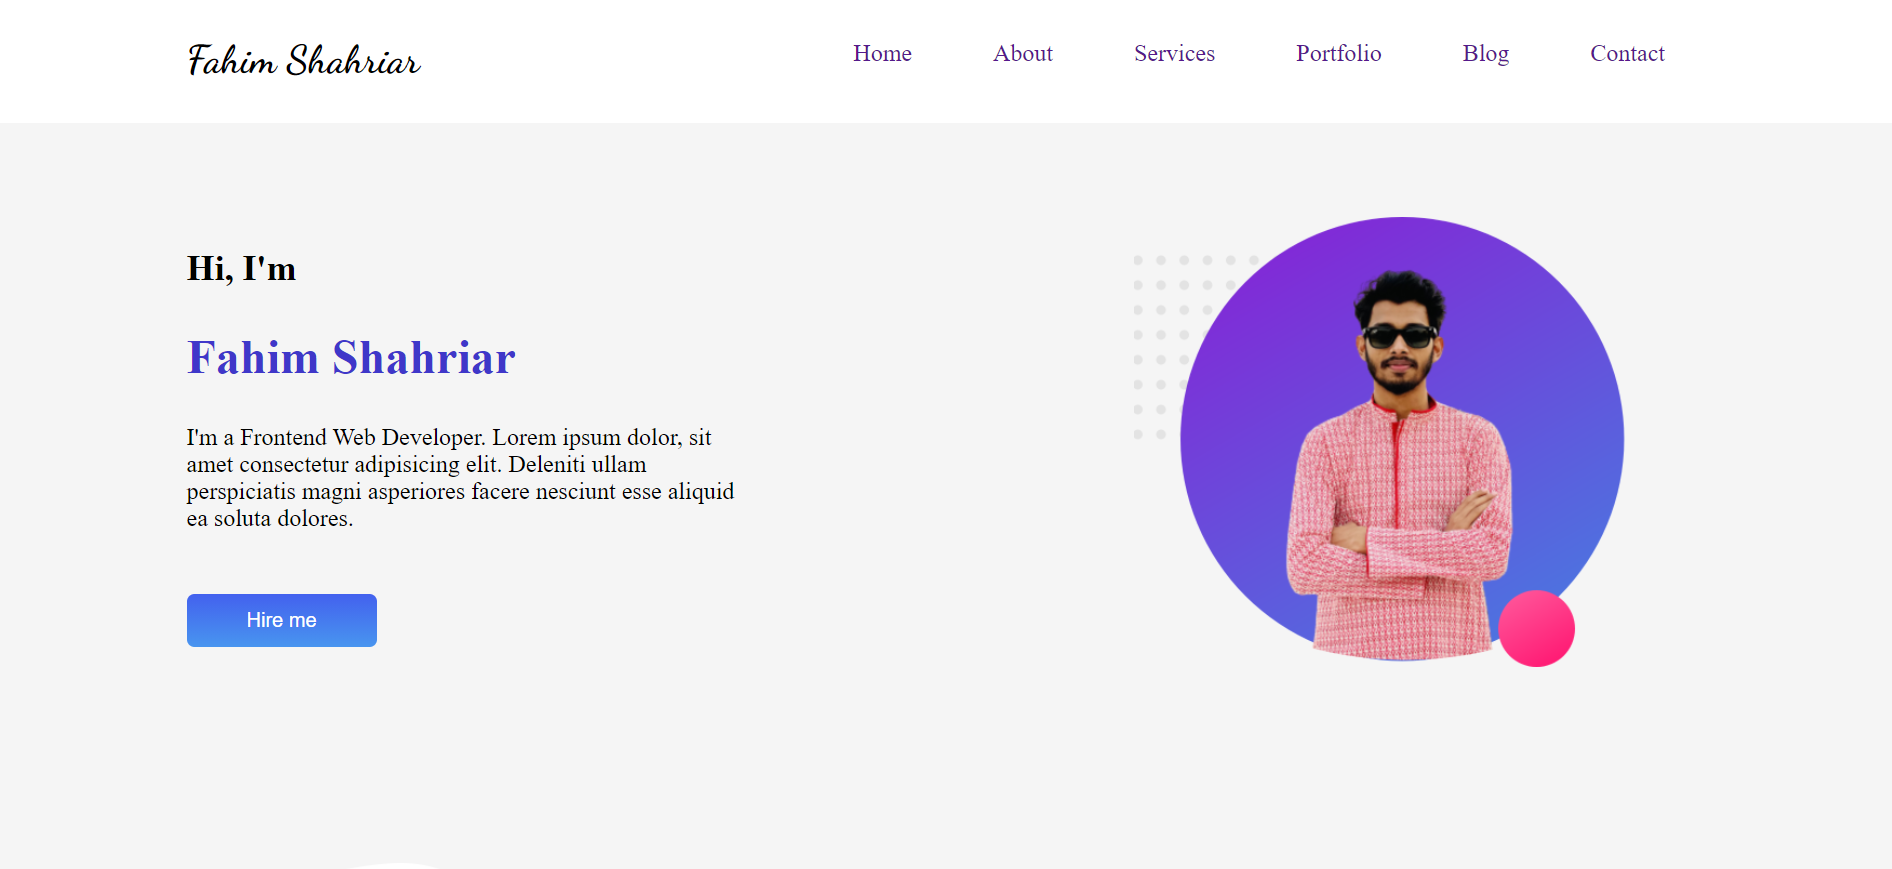 Fahim Shahriar
Home About Services Portfolio Blog Contact
Hi, I'm
Fahim Shahriar
I'm a Frontend Web Developer. Lorem ipsum dolor, sit
amet consectetur adipisicing elit. Deleniti ullam
perspiciatis magni asperiores facere nesciunt esse aliquid
ea soluta dolores.
Hire me